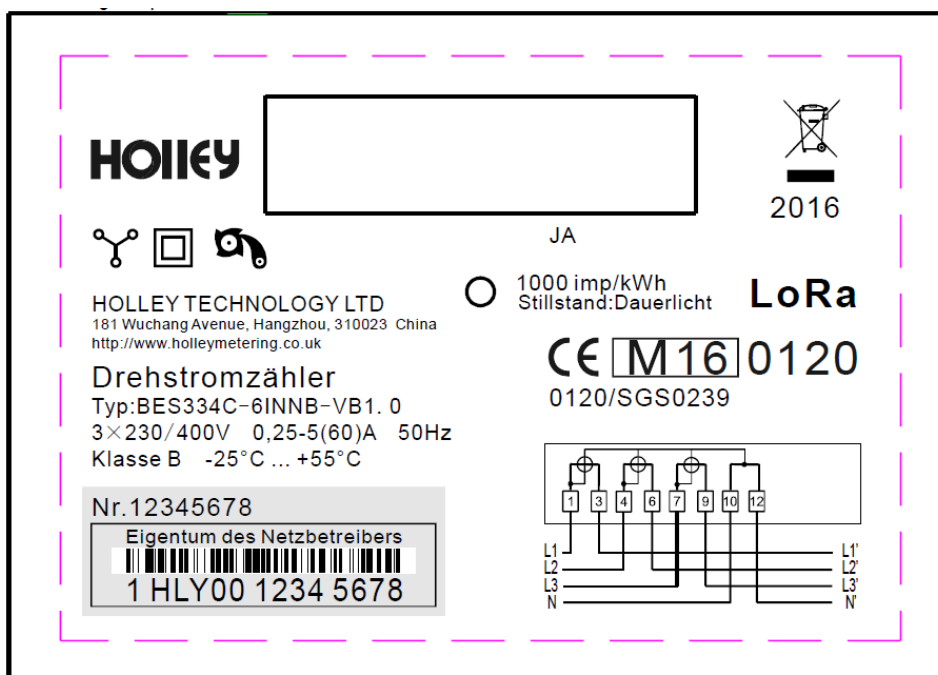 HOLLEY
2016
JA
1000 imp/kWh
Stillstand:Dauerlicht
LoRa
HOLLEY TECHNOLOGY LTD
181 Wuchang Avenue, Hangzhou, 310023 China
http://www.holleymetering.co.uk
CE M16 0120
0120/SGS0239
Drehstromzähler
Typ:BES334C-6INNB-VB1. 0
3×230/400V 0,25-5(60)A 50Hz
Klasse B -25°C ... +55°C
Nr.12345678
Eigentum des Netzbetreibers
1 HLY00 1234 5678
1 3 4 6 7 9 10 12
L1 L1'
L2 L2'
L3 L3'
N N'